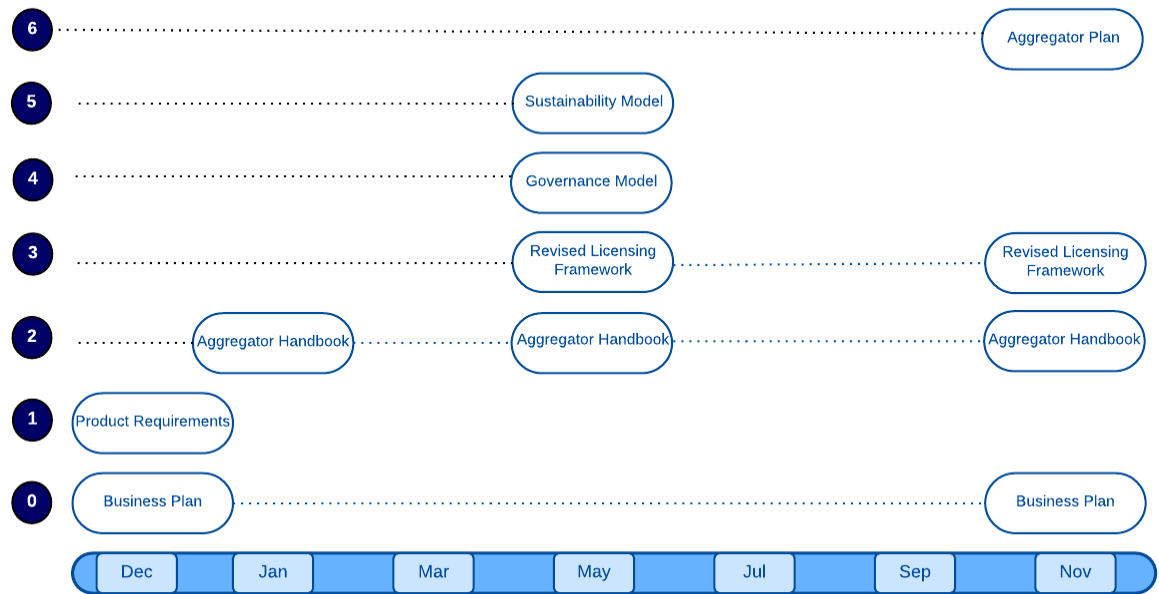 6
Aggregator Plan
5
Sustainability Model
4
Governance Model
3
Revised Licensing
Framework
Revised Licensing
Framework
2
Aggregator Handbook
Aggregator Handbook
Aggregator Handbook
1
Product Requirements
0
Business Plan
Business Plan
Dec
Jan
Mar
May
Jul
Sep
Nov